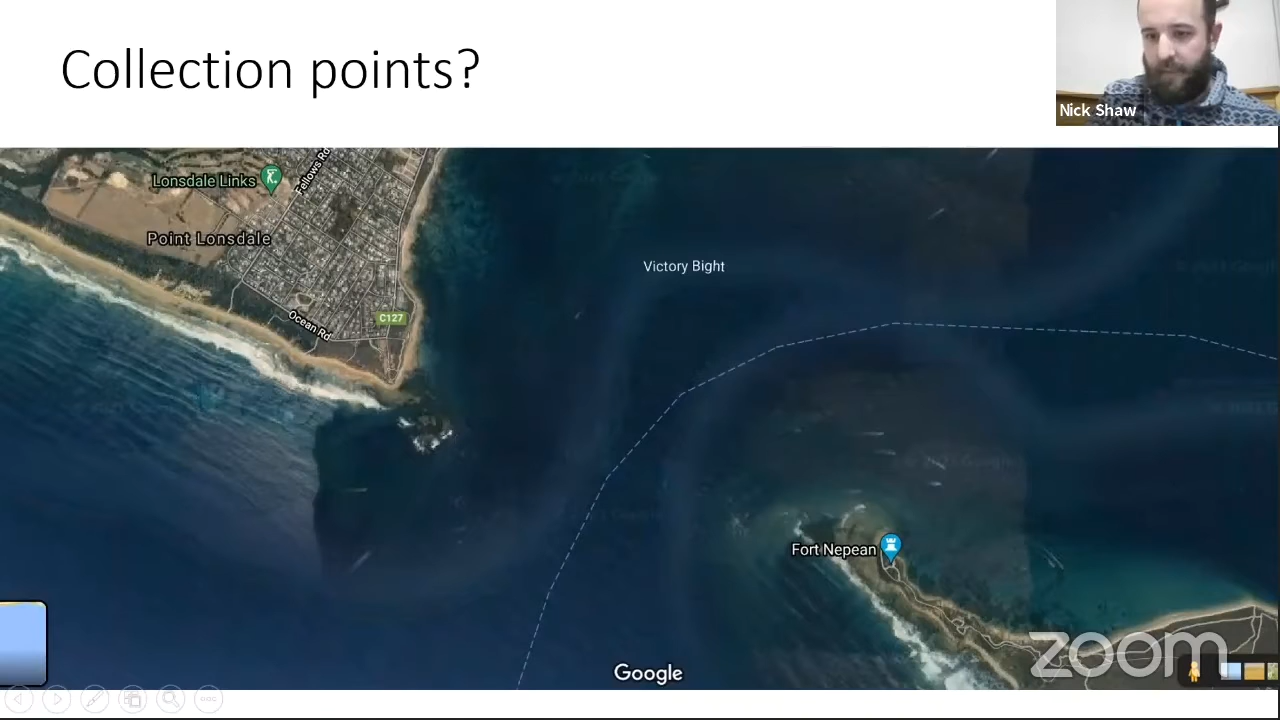 Collection points?
Nick Shaw
Lonsdale Links
Fellows Rd
Point Lonsdale
Victory Bight
C127
Ocean Rd
Fort Nepean
Google
zoom